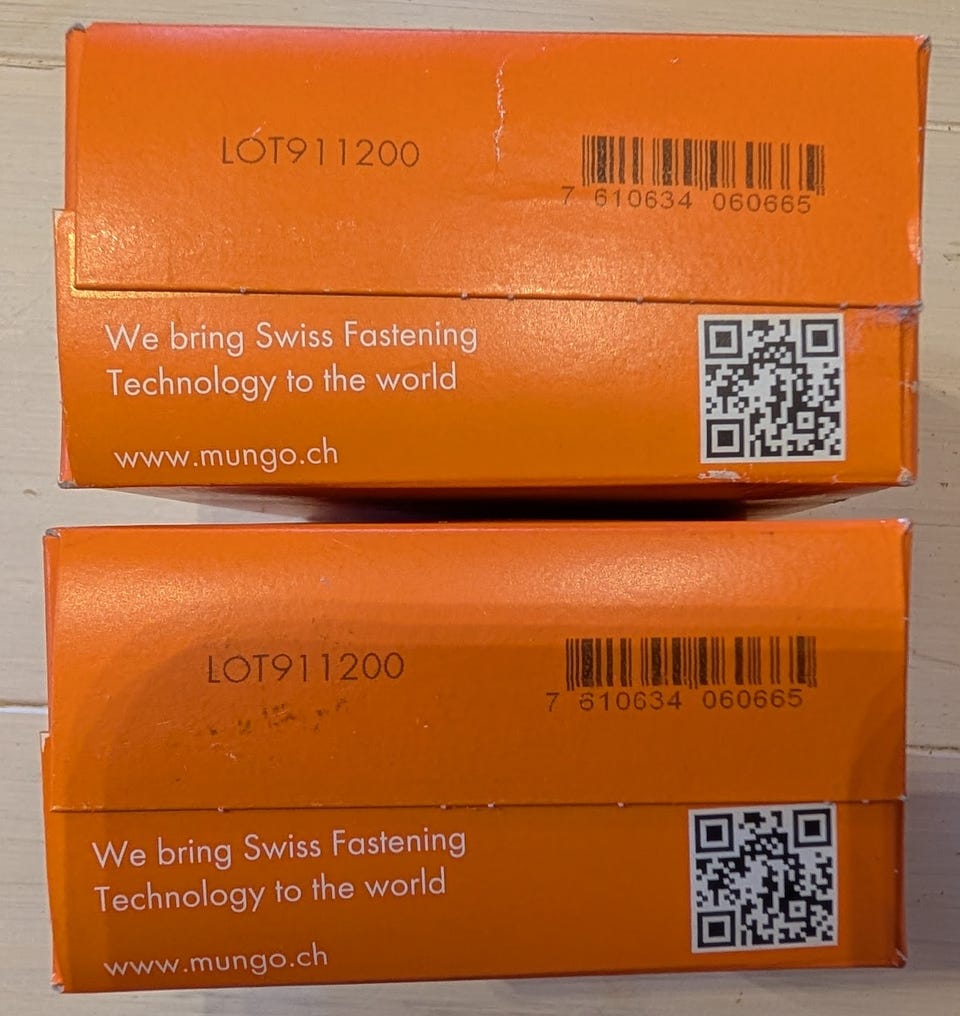 LOT911200
7 610634 060665
We bring Swiss Fastening
Technology to the world
www.mungo.ch
LOT911200
7 610634 060665
We bring Swiss Fastening
Technology to the world
www.mungo.ch